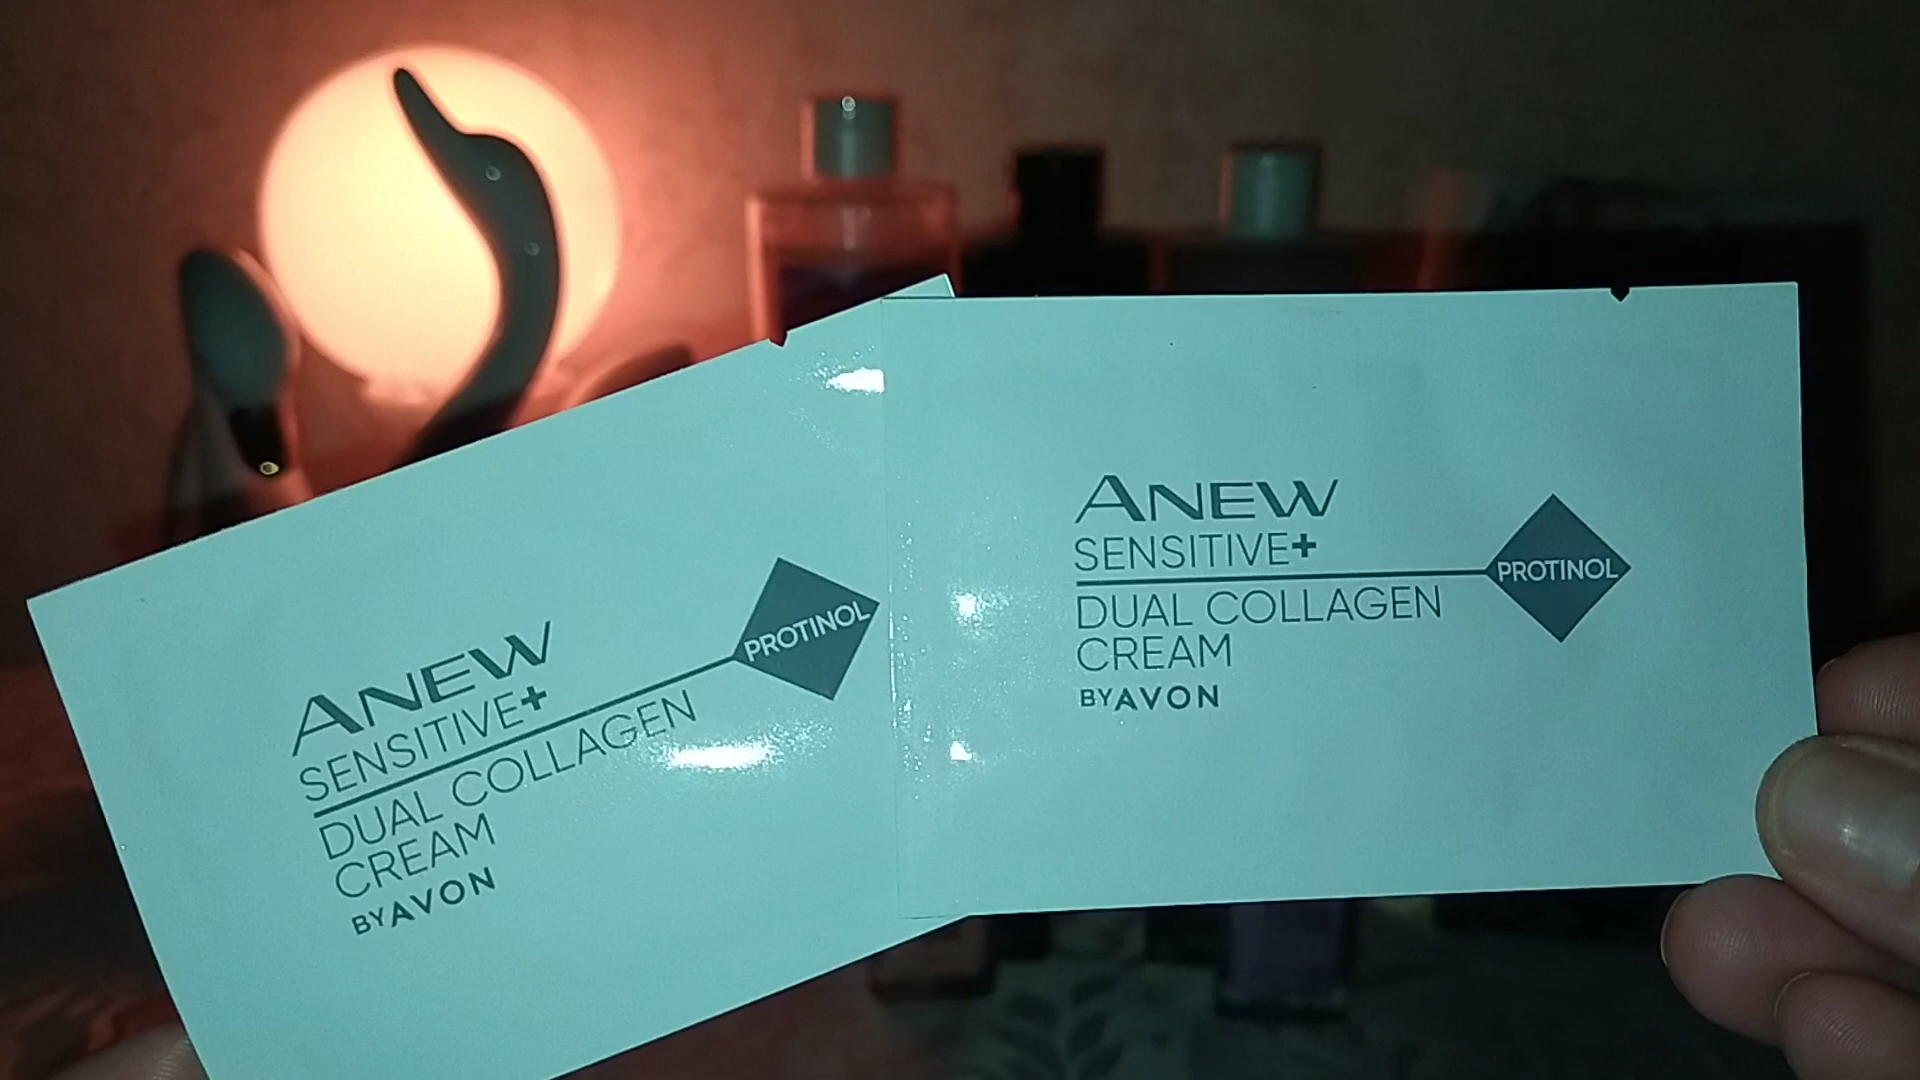 ANEW
SENSITIVE+
DUAL COLLAGEN
CREAM
BY AVON
PROTINOL
ANEW
SENSITIVE+
DUAL COLLAGEN
CREAM
BY AVON
PROTINOL